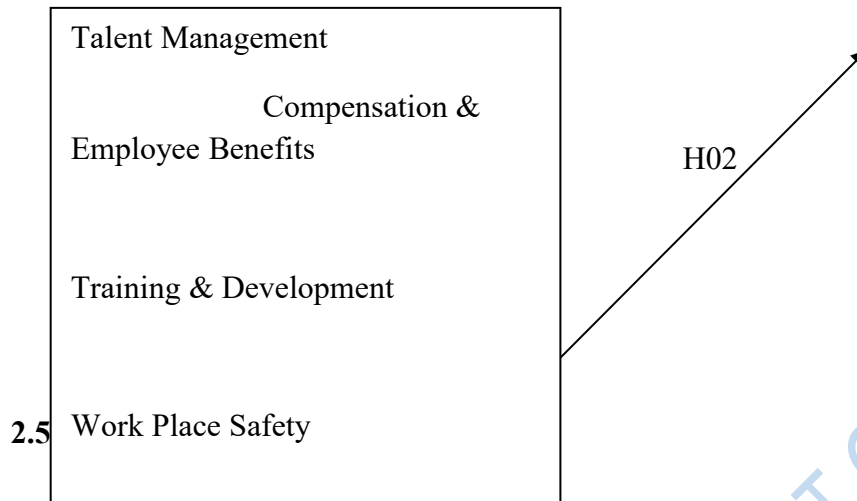 Talent Management
Compensation &
Employee Benefits
H02
Training & Development
2.5 Work Place Safety